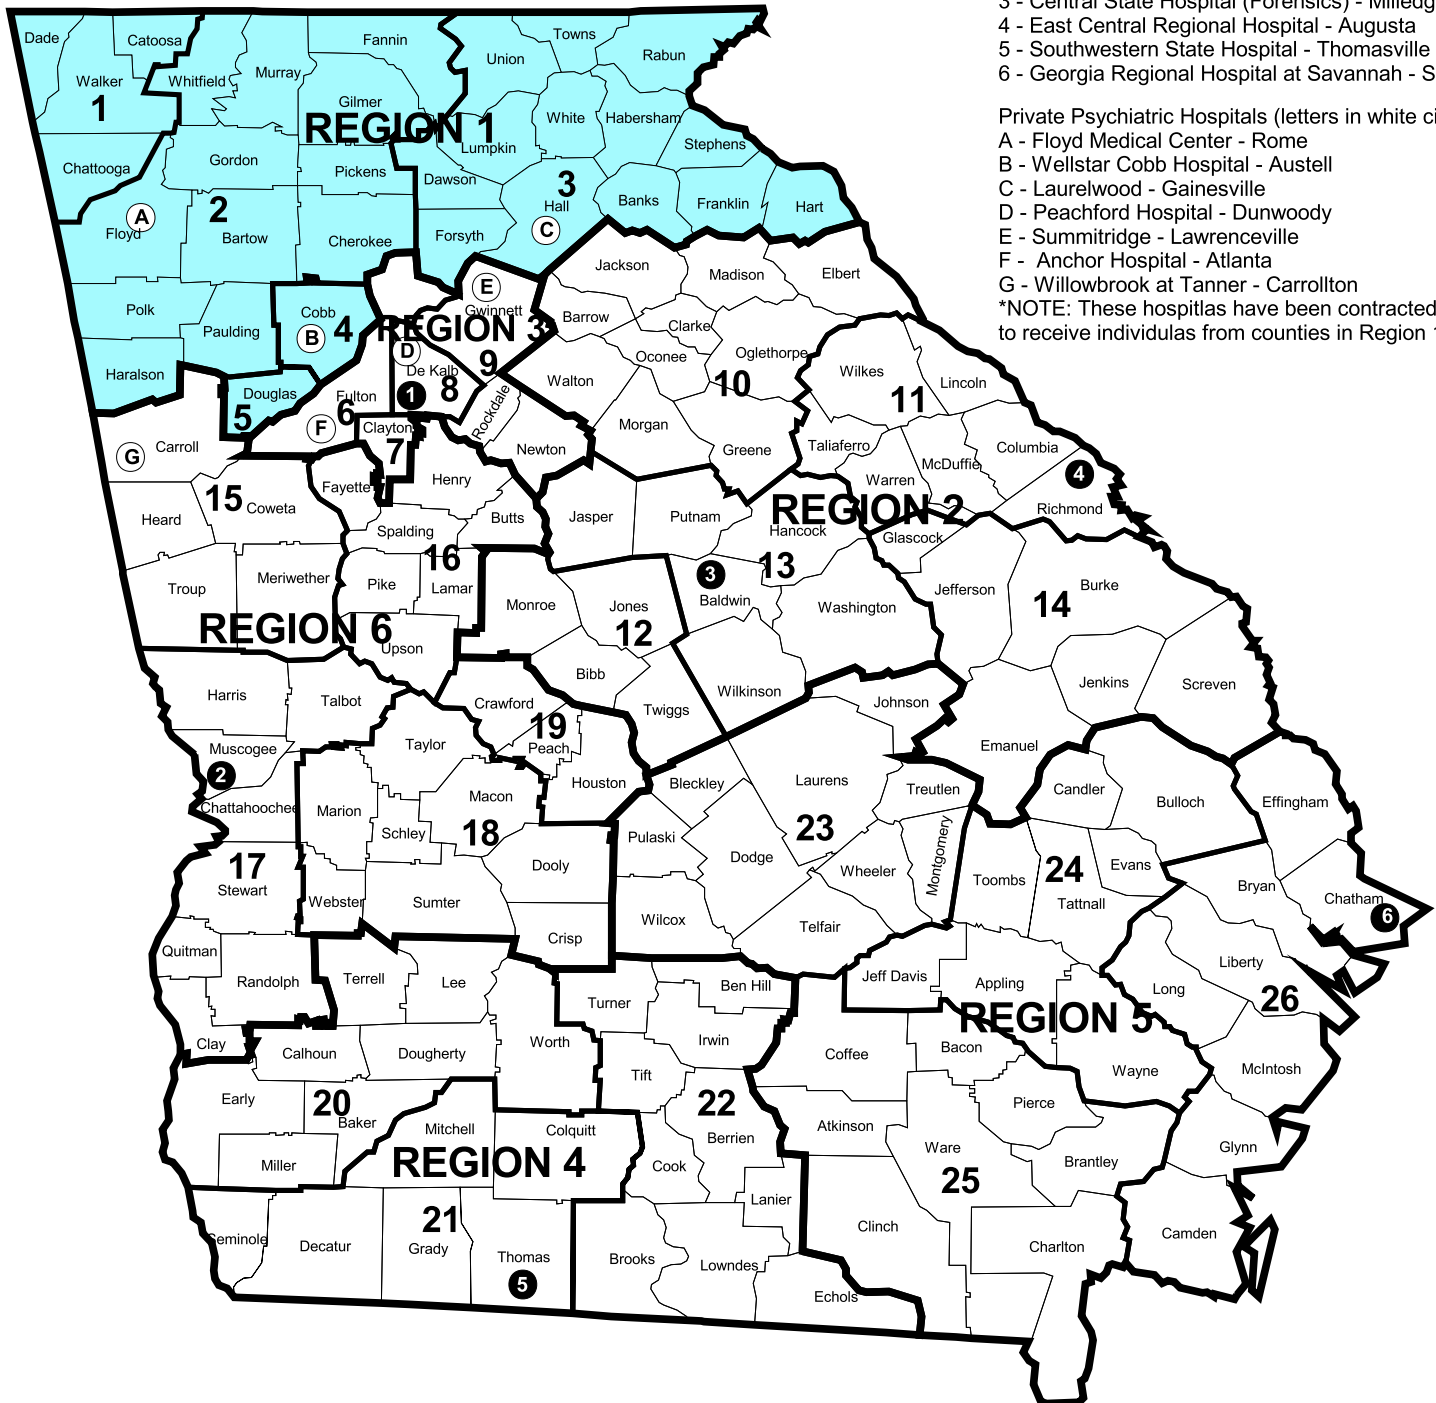 3 - Central State Hospital (Forensics) - Milledg
4 - East Central Regional Hospital - Augusta
5 - Southwestern State Hospital - Thomasville
6 - Georgia Regional Hospital at Savannah - S
Private Psychiatric Hospitals (letters in white ci
A - Floyd Medical Center - Rome
B - Wellstar Cobb Hospital - Austell
C - Laurelwood - Gainesville
D - Peachford Hospital - Dunwoody
E - Summitridge - Lawrenceville
F - Anchor Hospital - Atlanta
G - Willowbrook at Tanner - Carrollton
*NOTE: These hospitlas have been contracted
to receive individulas from counties in Region 1
Dade
Catoosa
Walker
1
Whitfield
Murray
Fannin
Gilmer
REGION 1
Union
Towns
Rabun
White
Habersham
Lumpkin
Stephens
Chattooga
Gordon
Pickens
Dawson
3
Hall
C
Banks
Franklin
Hart
A
Floyd
2
Bartow
Cherokee
Forsyth
Polk
Paulding
Cobb
B
4
Haralson
Douglas
5
E
Gwinnett
REGION 3
D
De Kalb
1
8
9
Fulton
6
F
Clayton
7
Rockdale
Newton
Jackson
Madison
Elbert
Barrow
Clarke
Oconee
Oglethorpe
10
Walton
Morgan
Greene
Wilkes
Lincoln
11
Taliaferro
McDuffie
Columbia
Warren
4
Richmond
G
Carroll
15
Coweta
Heard
Fayette
Henry
Spalding
Butts
16
Troup
Meriwether
Pike
Lamar
REGION 6
Upson
Jasper
Putnam
REGION 2
Hancock
Glascock
3
Baldwin
13
Washington
Jefferson
Burke
14
Monroe
Jones
12
Bibb
Twiggs
Wilkinson
Johnson
Jenkins
Screven
Emanuel
Harris
Talbot
Crawford
19
Peach
Houston
Muscogee
2
Taylor
Chattahoochee
Marion
Macon
Schley
18
Dooly
Bleckley
Laurens
Treutlen
Pulaski
23
Dodge
Wheeler
Montgomery
Candler
Bulloch
Effingham
17
Stewart
Webster
Sumter
Crisp
Wilcox
Telfair
Toombs
24
Evans
Tattnall
Bryan
Chatham
6
Quitman
Randolph
Terrell
Lee
Clay
Calhoun
Dougherty
Worth
Turner
Ben Hill
Irwin
Jeff Davis
Appling
REGION 5
Long
Liberty
26
Coffee
Bacon
Wayne
McIntosh
Early
20
Baker
Mitchell
Colquitt
REGION 4
Miller
Tift
22
Berrien
Cook
Lanier
Atkinson
Pierce
Ware
Brantley
25
Glynn
Seminole
Decatur
21
Grady
Thomas
5
Brooks
Lowndes
Echols
Clinch
Charlton
Camden